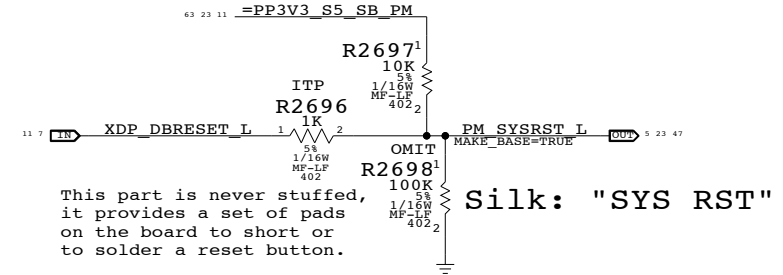 63 23 11 =PP3V3_S5_SB_PM
R2697 1
10K
5%
1/16W
MF-LF
402 2
ITP
R2696
1K
1 2
5%
1/16W
MF-LF
402
11 7 IN XDP_DBRESET_L
PM_SYSRST_L OUT 5 23 47
MAKE_BASE=TRUE
OMIT
R2698 1
100K
5%
1/16W
MF-LF
402 2
Silk: "SYS RST"
This part is never stuffed,
it provides a set of pads
on the board to short or
to solder a reset button.